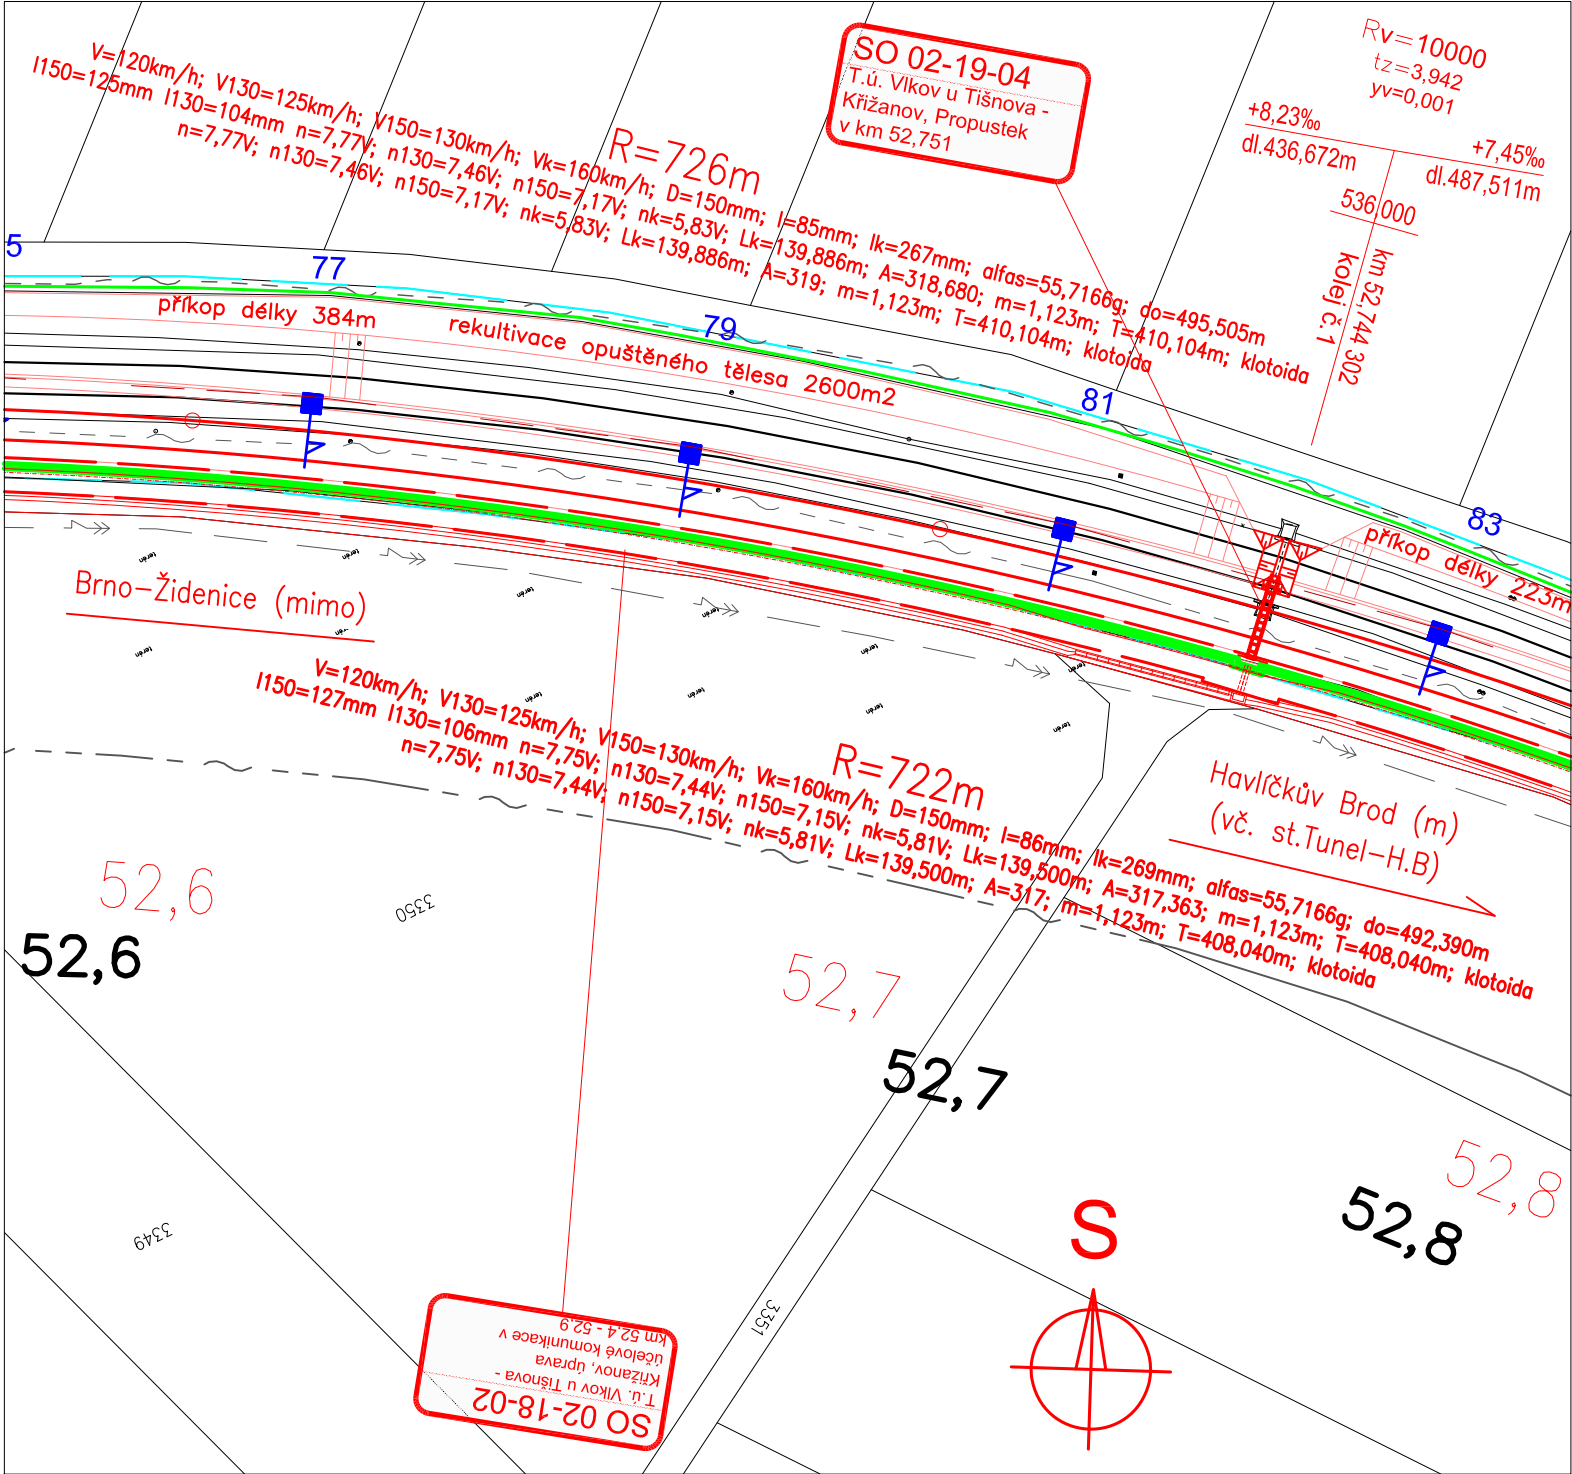 V=120km/h; V130=125km/h; V150=130km/h; Vk=160km/h; D=150mm; I=85mm; Ik=267mm; alfas=55,7166g; do=495,505m
I150=125mm I130=104mm n=7,77V; n130=7,46V; n150=7,17V; nk=5,83V; Lk=139,886m; A=318,680; m=1,123m; T=410,104m; klotoida
n=7,77V; n130=7,46V; n150=7,17V; nk=5,83V; Lk=139,886m; A=319; m=1,123m; T=410,104m; klotoida
R=726m
SO 02-19-04
T.ú. Vlkov u Tišnova -
Křižanov, Propustek
v km 52,751
Rv=10000
tz=3,942
yv=0,001
+8,23‰
dl.436,672m
+7,45‰
dl.487,511m
536,000
km 52,744 302
kolej č.1
5
77
79
81
83
příkop délky 384m
rekultivace opuštěného tělesa 2600m2
příkop délky 223m
Brno-Židenice (mimo)
terén
terén
terén
terén
terén
terén
terén
terén
terén
terén
terén
V=120km/h; V130=125km/h; V150=130km/h; Vk=160km/h; D=150mm; I=86mm; Ik=269mm; alfas=55,7166g; do=492,390m
I150=127mm I130=106mm n=7,75V; n130=7,44V; n150=7,15V; nk=5,81V; Lk=139,500m; A=317,363; m=1,123m; T=408,040m; klotoida
n=7,75V; n130=7,44V; n150=7,15V; nk=5,81V; Lk=139,500m; A=317; m=1,123m; T=408,040m; klotoida
R=722m
Havlíčkův Brod (m)
(vč. st.Tunel-H.B)
52,6
52,6
3350
52,7
52,7
52,8
52,8
3349
3351
S
SO 02-18-02
T.ú. Vlkov u Tišnova -
Křižanov, úprava
účelové komunikace v
km 52,4 - 52,9